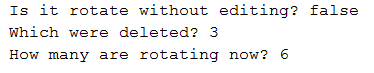 Is it rotate without editing? false
Which were deleted? 3
How many are rotating now? 6